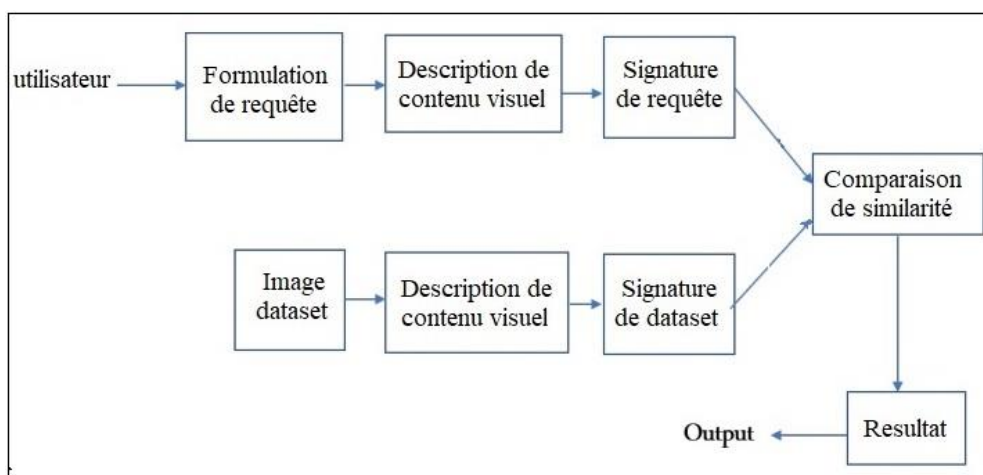 utilisateur
Formulation
de requête
Description de
contenu visuel
Signature
de requête
Comparaison
de similarité
Image
dataset
Description de
contenu visuel
Signature
de dataset
Resultat
Output